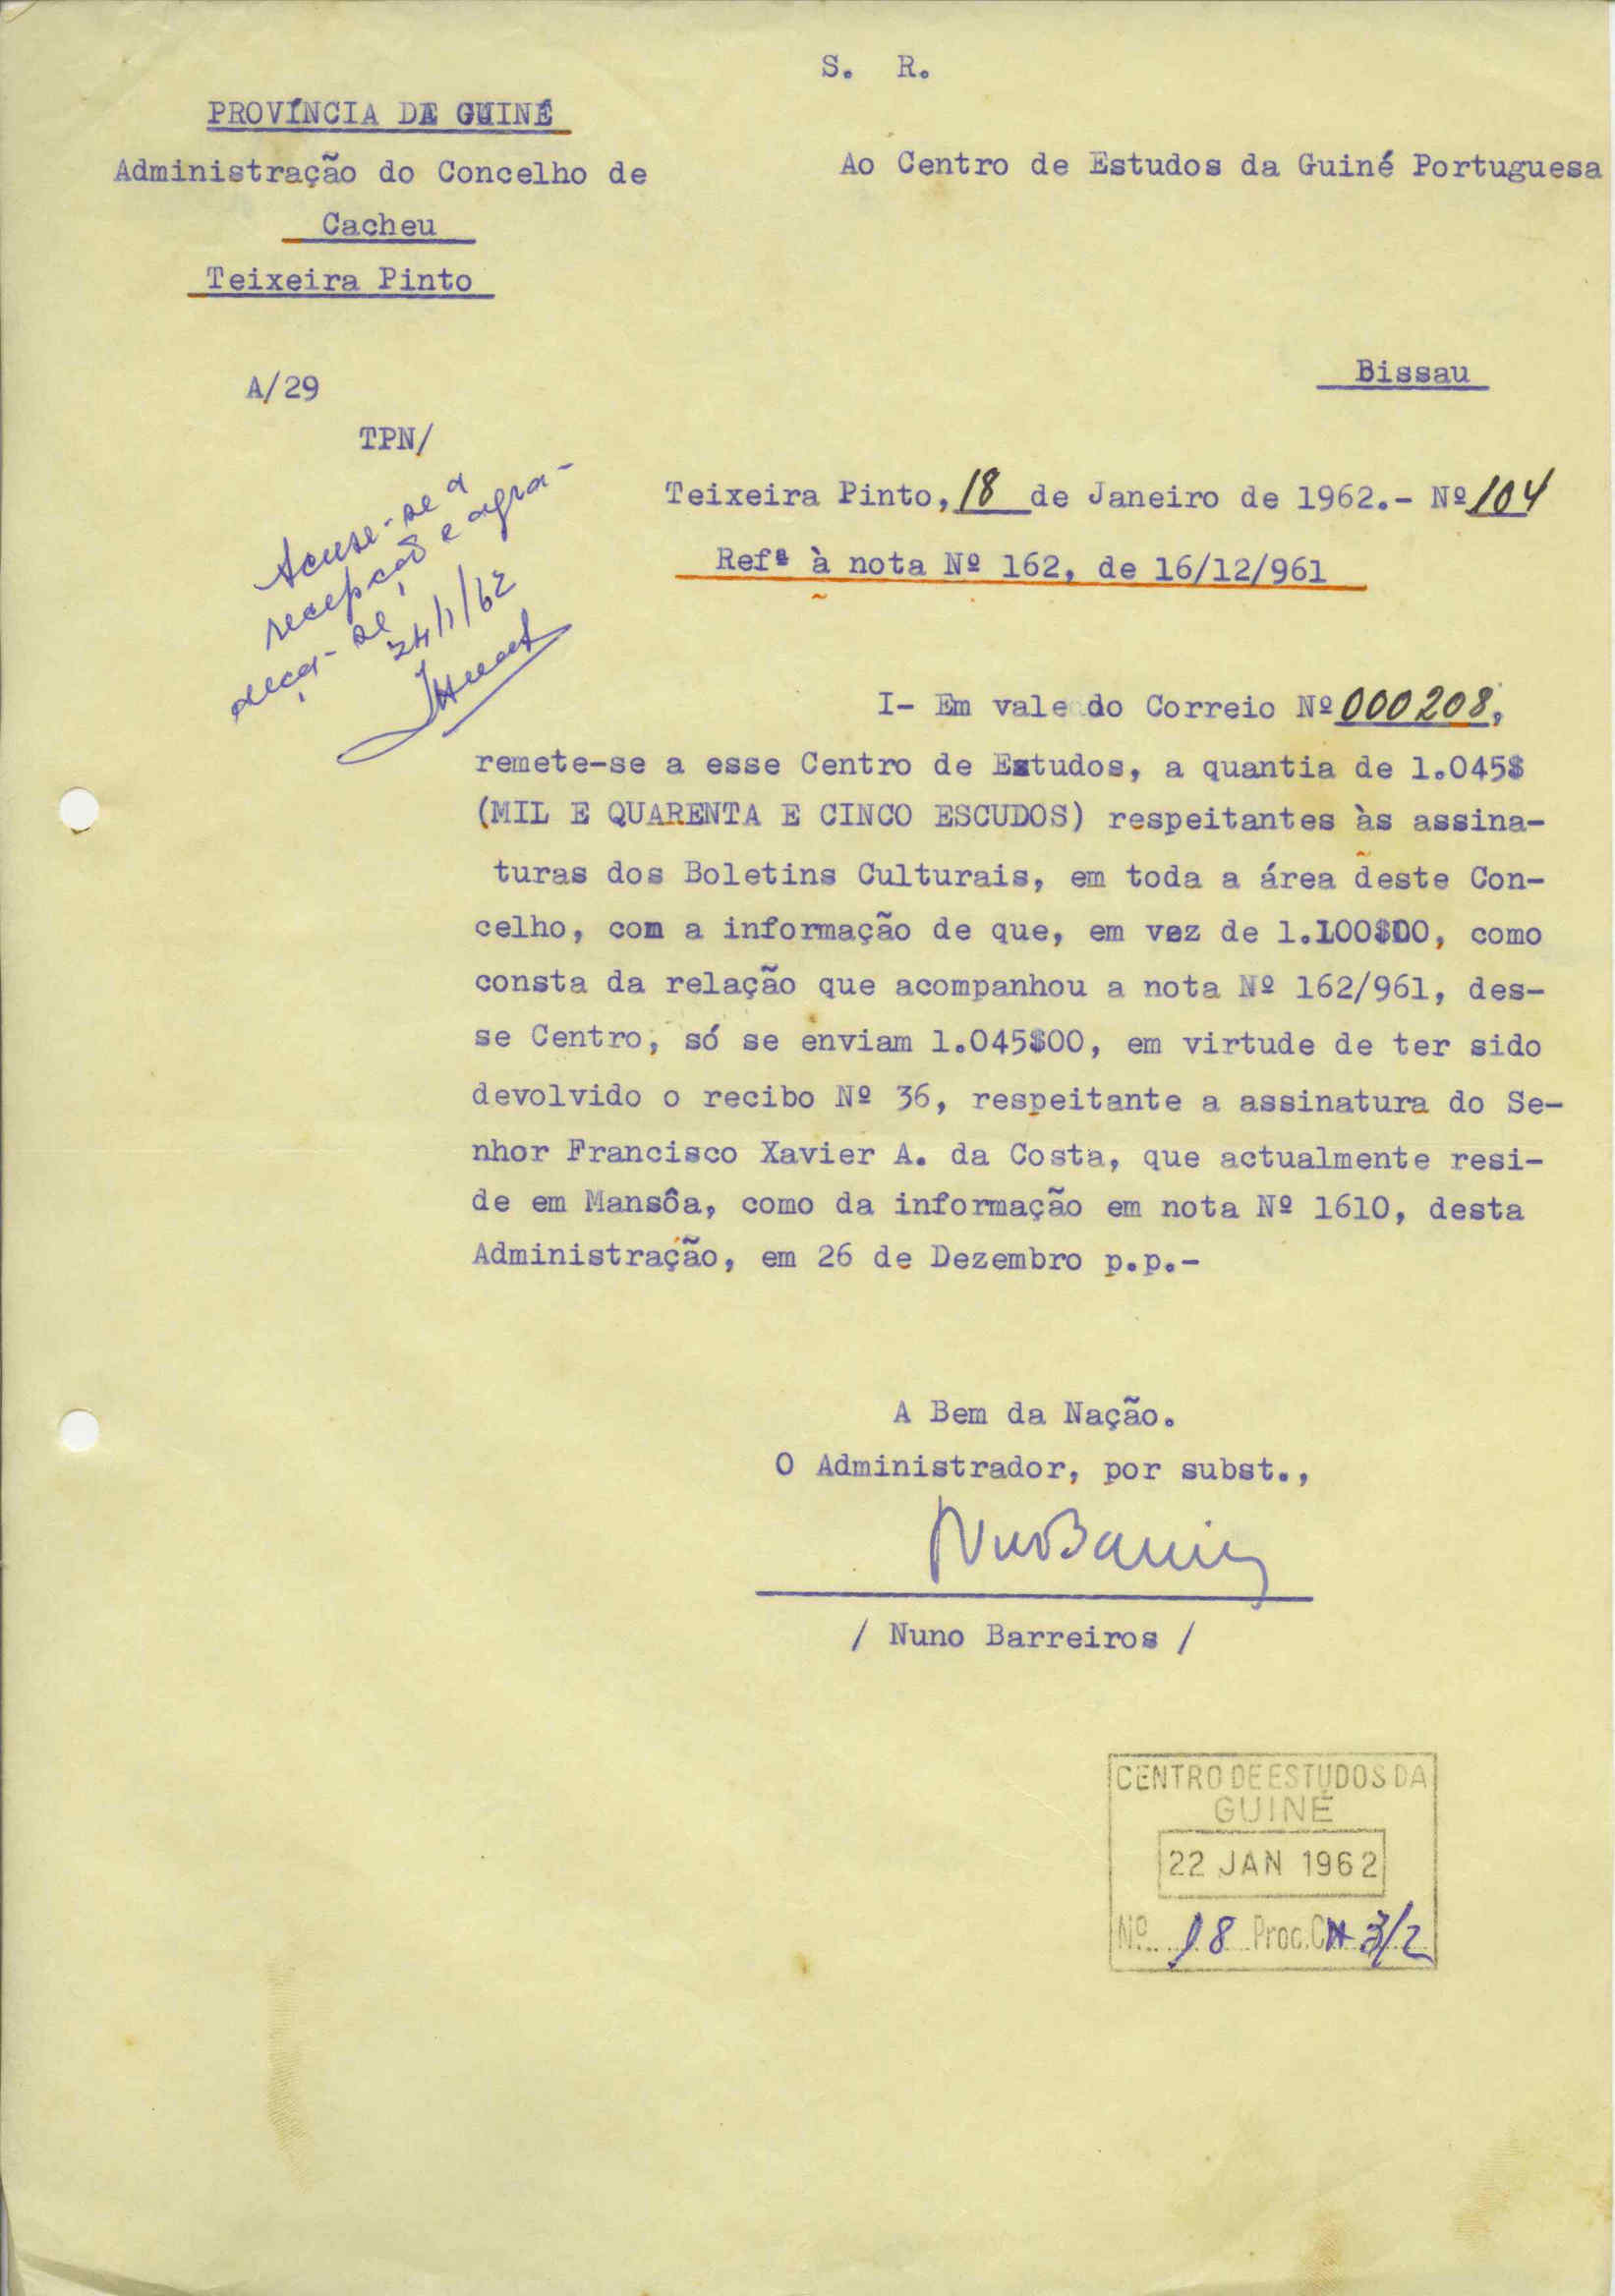 S. R.
PROVÍNCIA DE GUINÉ
Administração do Concelho de
Cacheu
Teixeira Pinto
Ao Centro de Estudos da Guiné Portuguesa
Bissau
A/29
TPN/
Acuse-se a
recepção e agra-
deça-se,
24/1/62
Teixeira Pinto, 18 de Janeiro de 1962.- Nº 104
Refª à nota Nº 162, de 16/12/961
I- Em vale do Correio Nº 000208,
remete-se a esse Centro de Estudos, a quantia de 1.045$
(MIL E QUARENTA E CINCO ESCUDOS) respeitantes às assina-
turas dos Boletins Culturais, em toda a área deste Con-
celho, com a informação de que, em vez de 1.100$00, como
consta da relação que acompanhou a nota Nº 162/961, des-
se Centro, só se enviam 1.045$00, em virtude de ter sido
devolvido o recibo Nº 36, respeitante a assinatura do Se-
nhor Francisco Xavier A. da Costa, que actualmente resi-
de em Mansôa, como da informação em nota Nº 1610, desta
Administração, em 26 de Dezembro p.p.-
A Bem da Nação.
O Administrador, por subst.,
Nuno Barreiros
/ Nuno Barreiros /
CENTRO DE ESTUDOS DA
GUINÉ
22 JAN 1962
Nº 18 Proc. CN 3/2